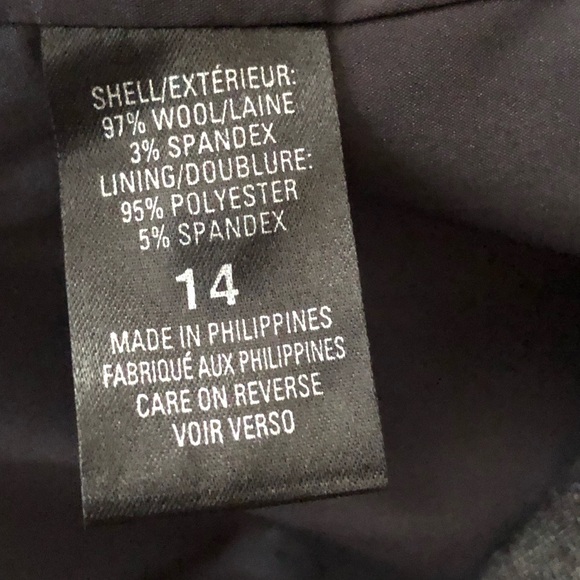 SHELL/EXTÉRIEUR:
97% WOOL/LAINE
3% SPANDEX
LINING/DOUBLURE:
95% POLYESTER
5% SPANDEX
14
MADE IN PHILIPPINES
FABRIQUÉ AUX PHILIPPINES
CARE ON REVERSE
VOIR VERSO